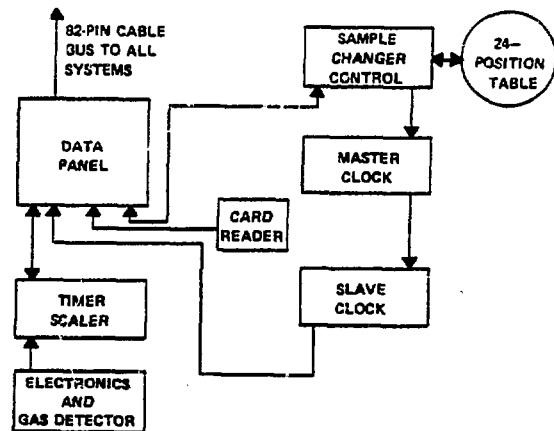 82-PIN CABLE
BUS TO ALL
SYSTEMS
SAMPLE
CHANGER
CONTROL
24–
POSITION
TABLE
DATA
PANEL
MASTER
CLOCK
CARD
READER
TIMER
SCALER
SLAVE
CLOCK
ELECTRONICS
AND
GAS DETECTOR